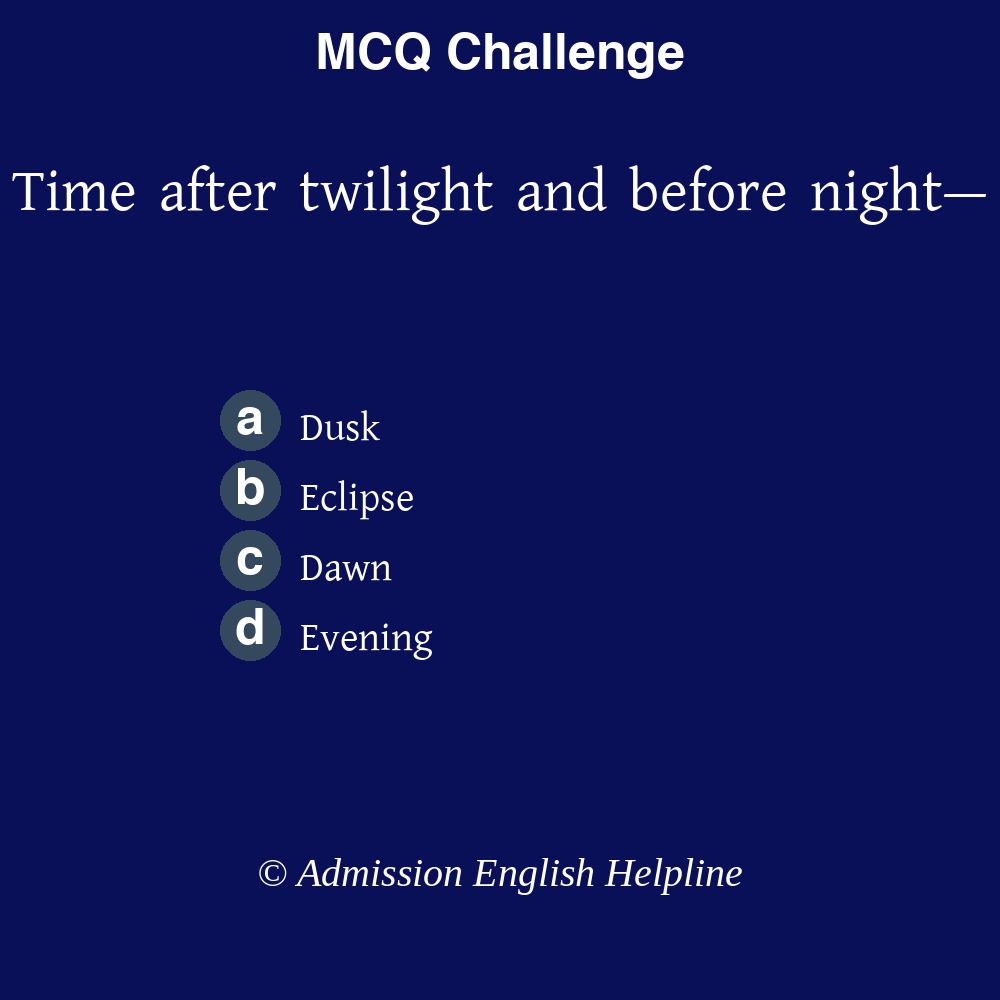 MCQ Challenge
Time after twilight and before night—
a Dusk
b Eclipse
c Dawn
d Evening
© Admission English Helpline